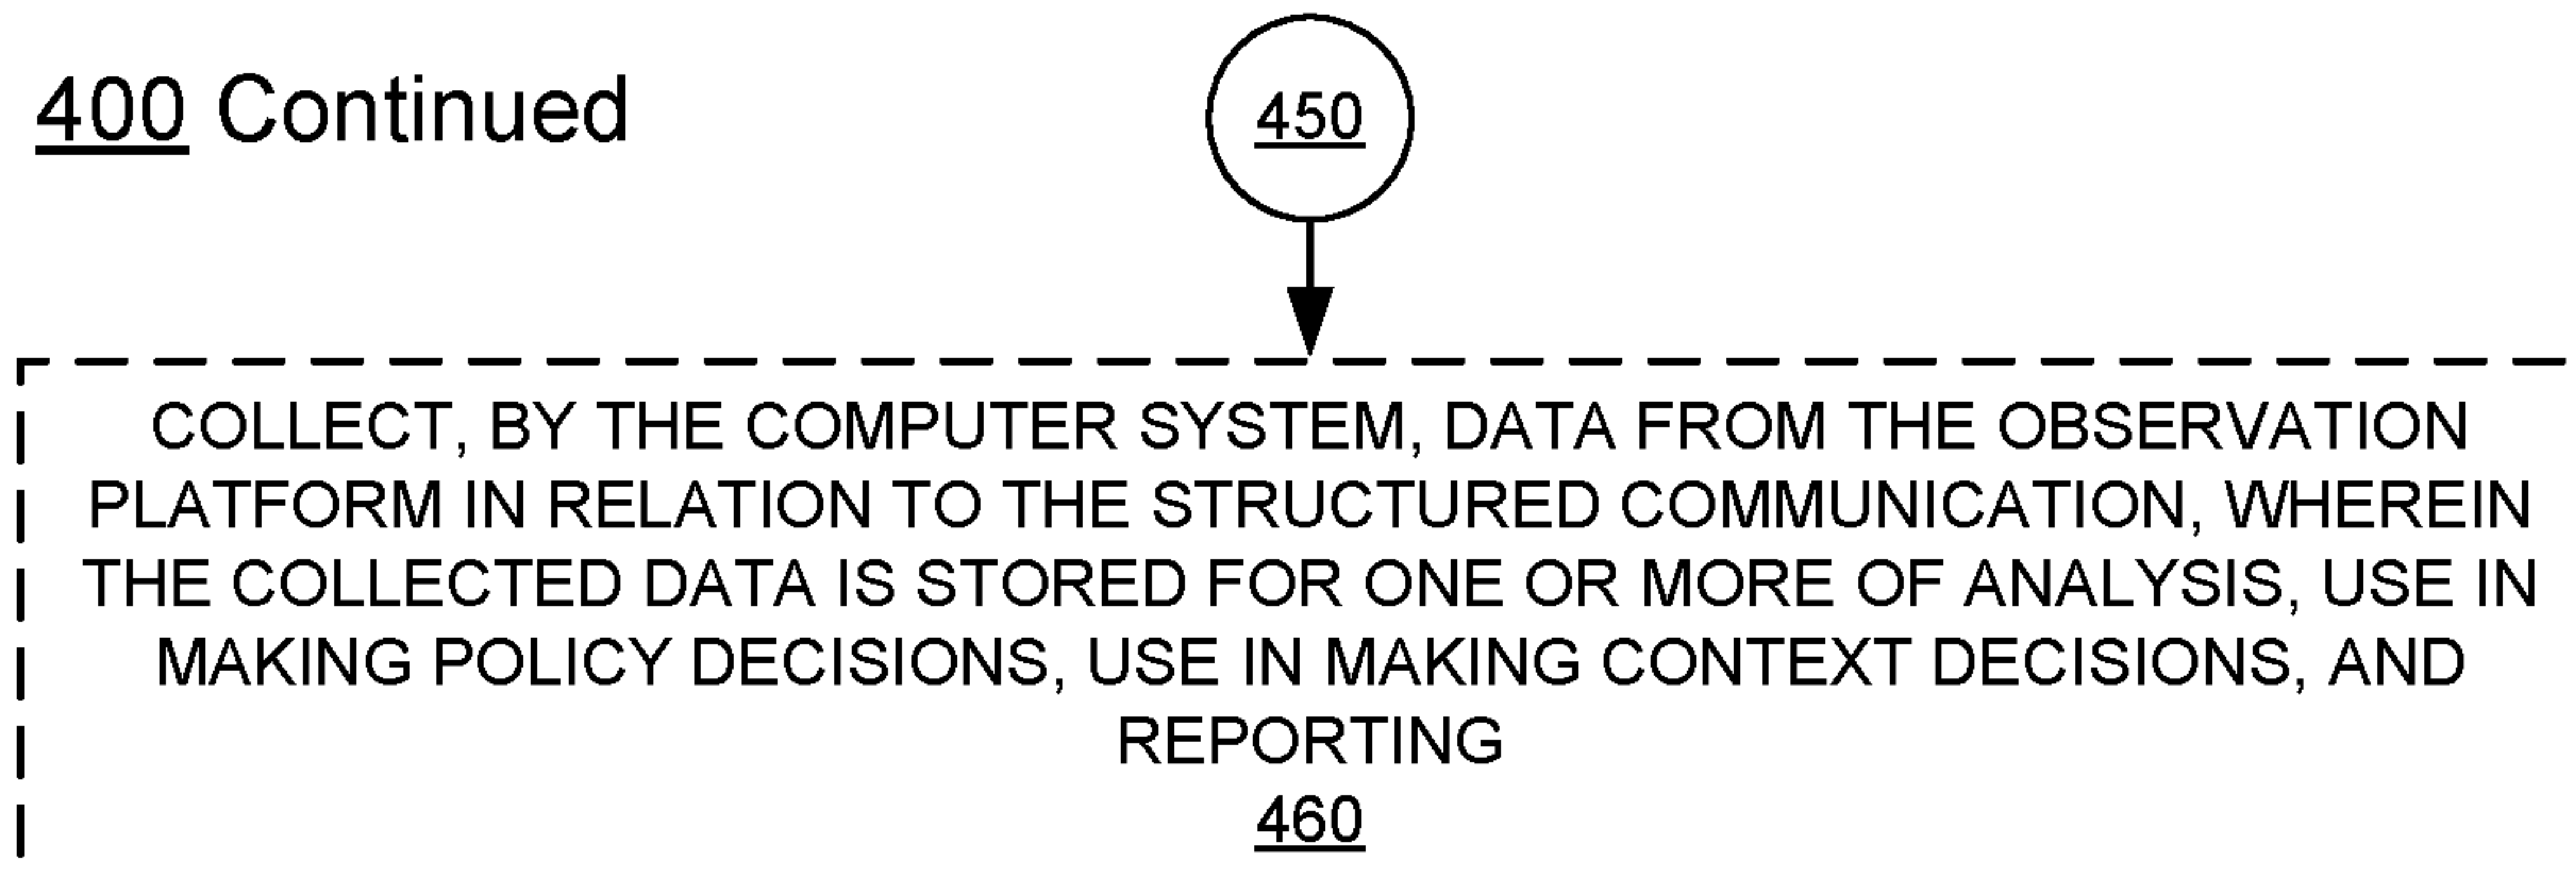 400 Continued
450
COLLECT, BY THE COMPUTER SYSTEM, DATA FROM THE OBSERVATION
PLATFORM IN RELATION TO THE STRUCTURED COMMUNICATION, WHEREIN
THE COLLECTED DATA IS STORED FOR ONE OR MORE OF ANALYSIS, USE IN
MAKING POLICY DECISIONS, USE IN MAKING CONTEXT DECISIONS, AND
REPORTING
460